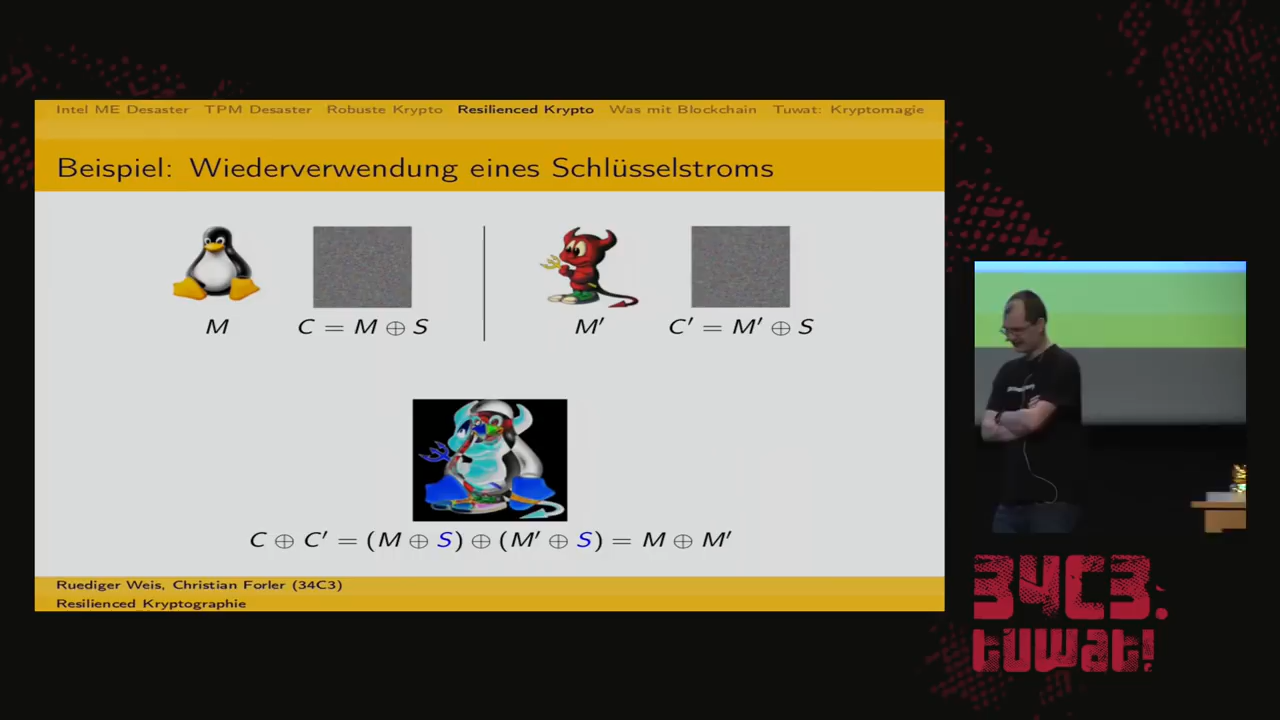 Intel ME Desaster TPM Desaster Robuste Krypto Resilienced Krypto Was mit Blockchain Tuwat: Kryptomagie
Beispiel: Wiederverwendung eines Schlüsselstroms
M
C = M ⊕ S
M′
C′ = M′ ⊕ S
C ⊕ C′ = (M ⊕ S) ⊕ (M′ ⊕ S) = M ⊕ M′
Ruediger Weis, Christian Forler (34C3)
Resilienced Kryptographie
34C3.
tuwat!